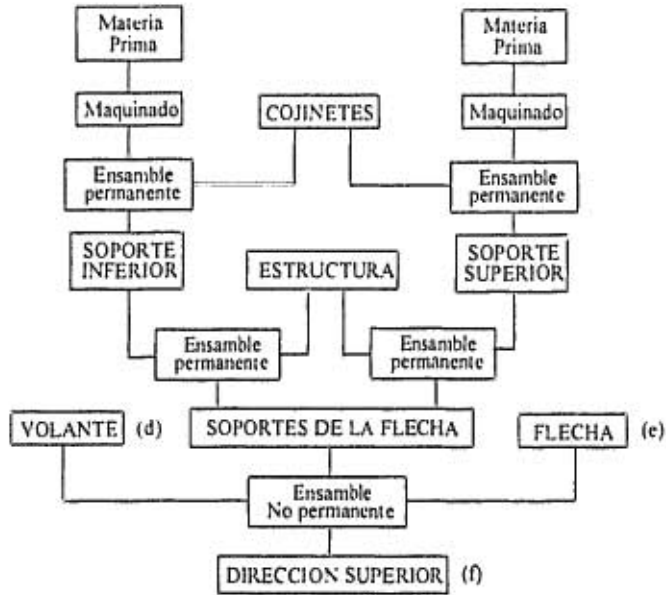 Materia
Prima
Materia
Prima
Maquinado
COJINETES
Maquinado
Ensamble
permanente
Ensamble
permanente
SOPORTE
INFERIOR
ESTRUCTURA
SOPORTE
SUPERIOR
Ensamble
permanente
Ensamble
permanente
VOLANTE (d)
SOPORTES DE LA FLECHA
FLECHA (e)
Ensamble
No permanente
DIRECCION SUPERIOR (f)